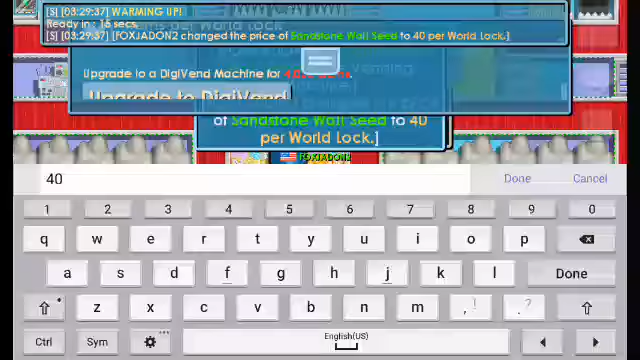 [S] [03:29:37] WARMING UP!
Ready in : 15 secs.
[S] [03:29:37] [FOXJADON2 changed the price of Sandstone Wall Seed to 40 per World Lock.]
Upgrade to a DigiVend Machine for
Upgrade to DigiVend
of Sandstone Wall Seed to 40
per World Lock.]
FOXJADON2
40 Done Cancel
1 2 3 4 5 6 7 8 9 0
q w e r t y u i o p
a s d f g h j k l Done
z x c v b n m , ! . ?
Ctrl Sym English(US)